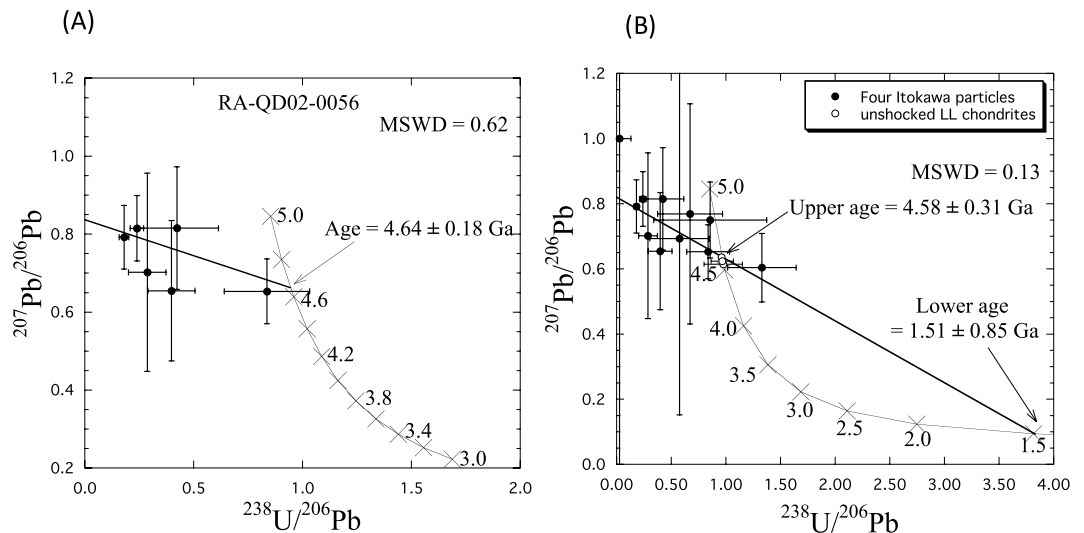 (A)
RA-QD02-0056
MSWD = 0.62
Age = 4.64 ± 0.18 Ga
5.0
4.6
4.2
3.8
3.4
3.0
1.2
1.0
0.8
0.6
0.4
0.2
0.0
0.5
1.0
1.5
2.0
207Pb/206Pb
238U/206Pb
(B)
Four Itokawa particles
unshocked LL chondrites
MSWD = 0.13
Upper age = 4.58 ± 0.31 Ga
Lower age
= 1.51 ± 0.85 Ga
5.0
4.5
4.0
3.5
3.0
2.5
2.0
1.5
1.2
1.0
0.8
0.6
0.4
0.2
0.0
0.00
0.50
1.00
1.50
2.00
2.50
3.00
3.50
4.00
207Pb/206Pb
238U/206Pb